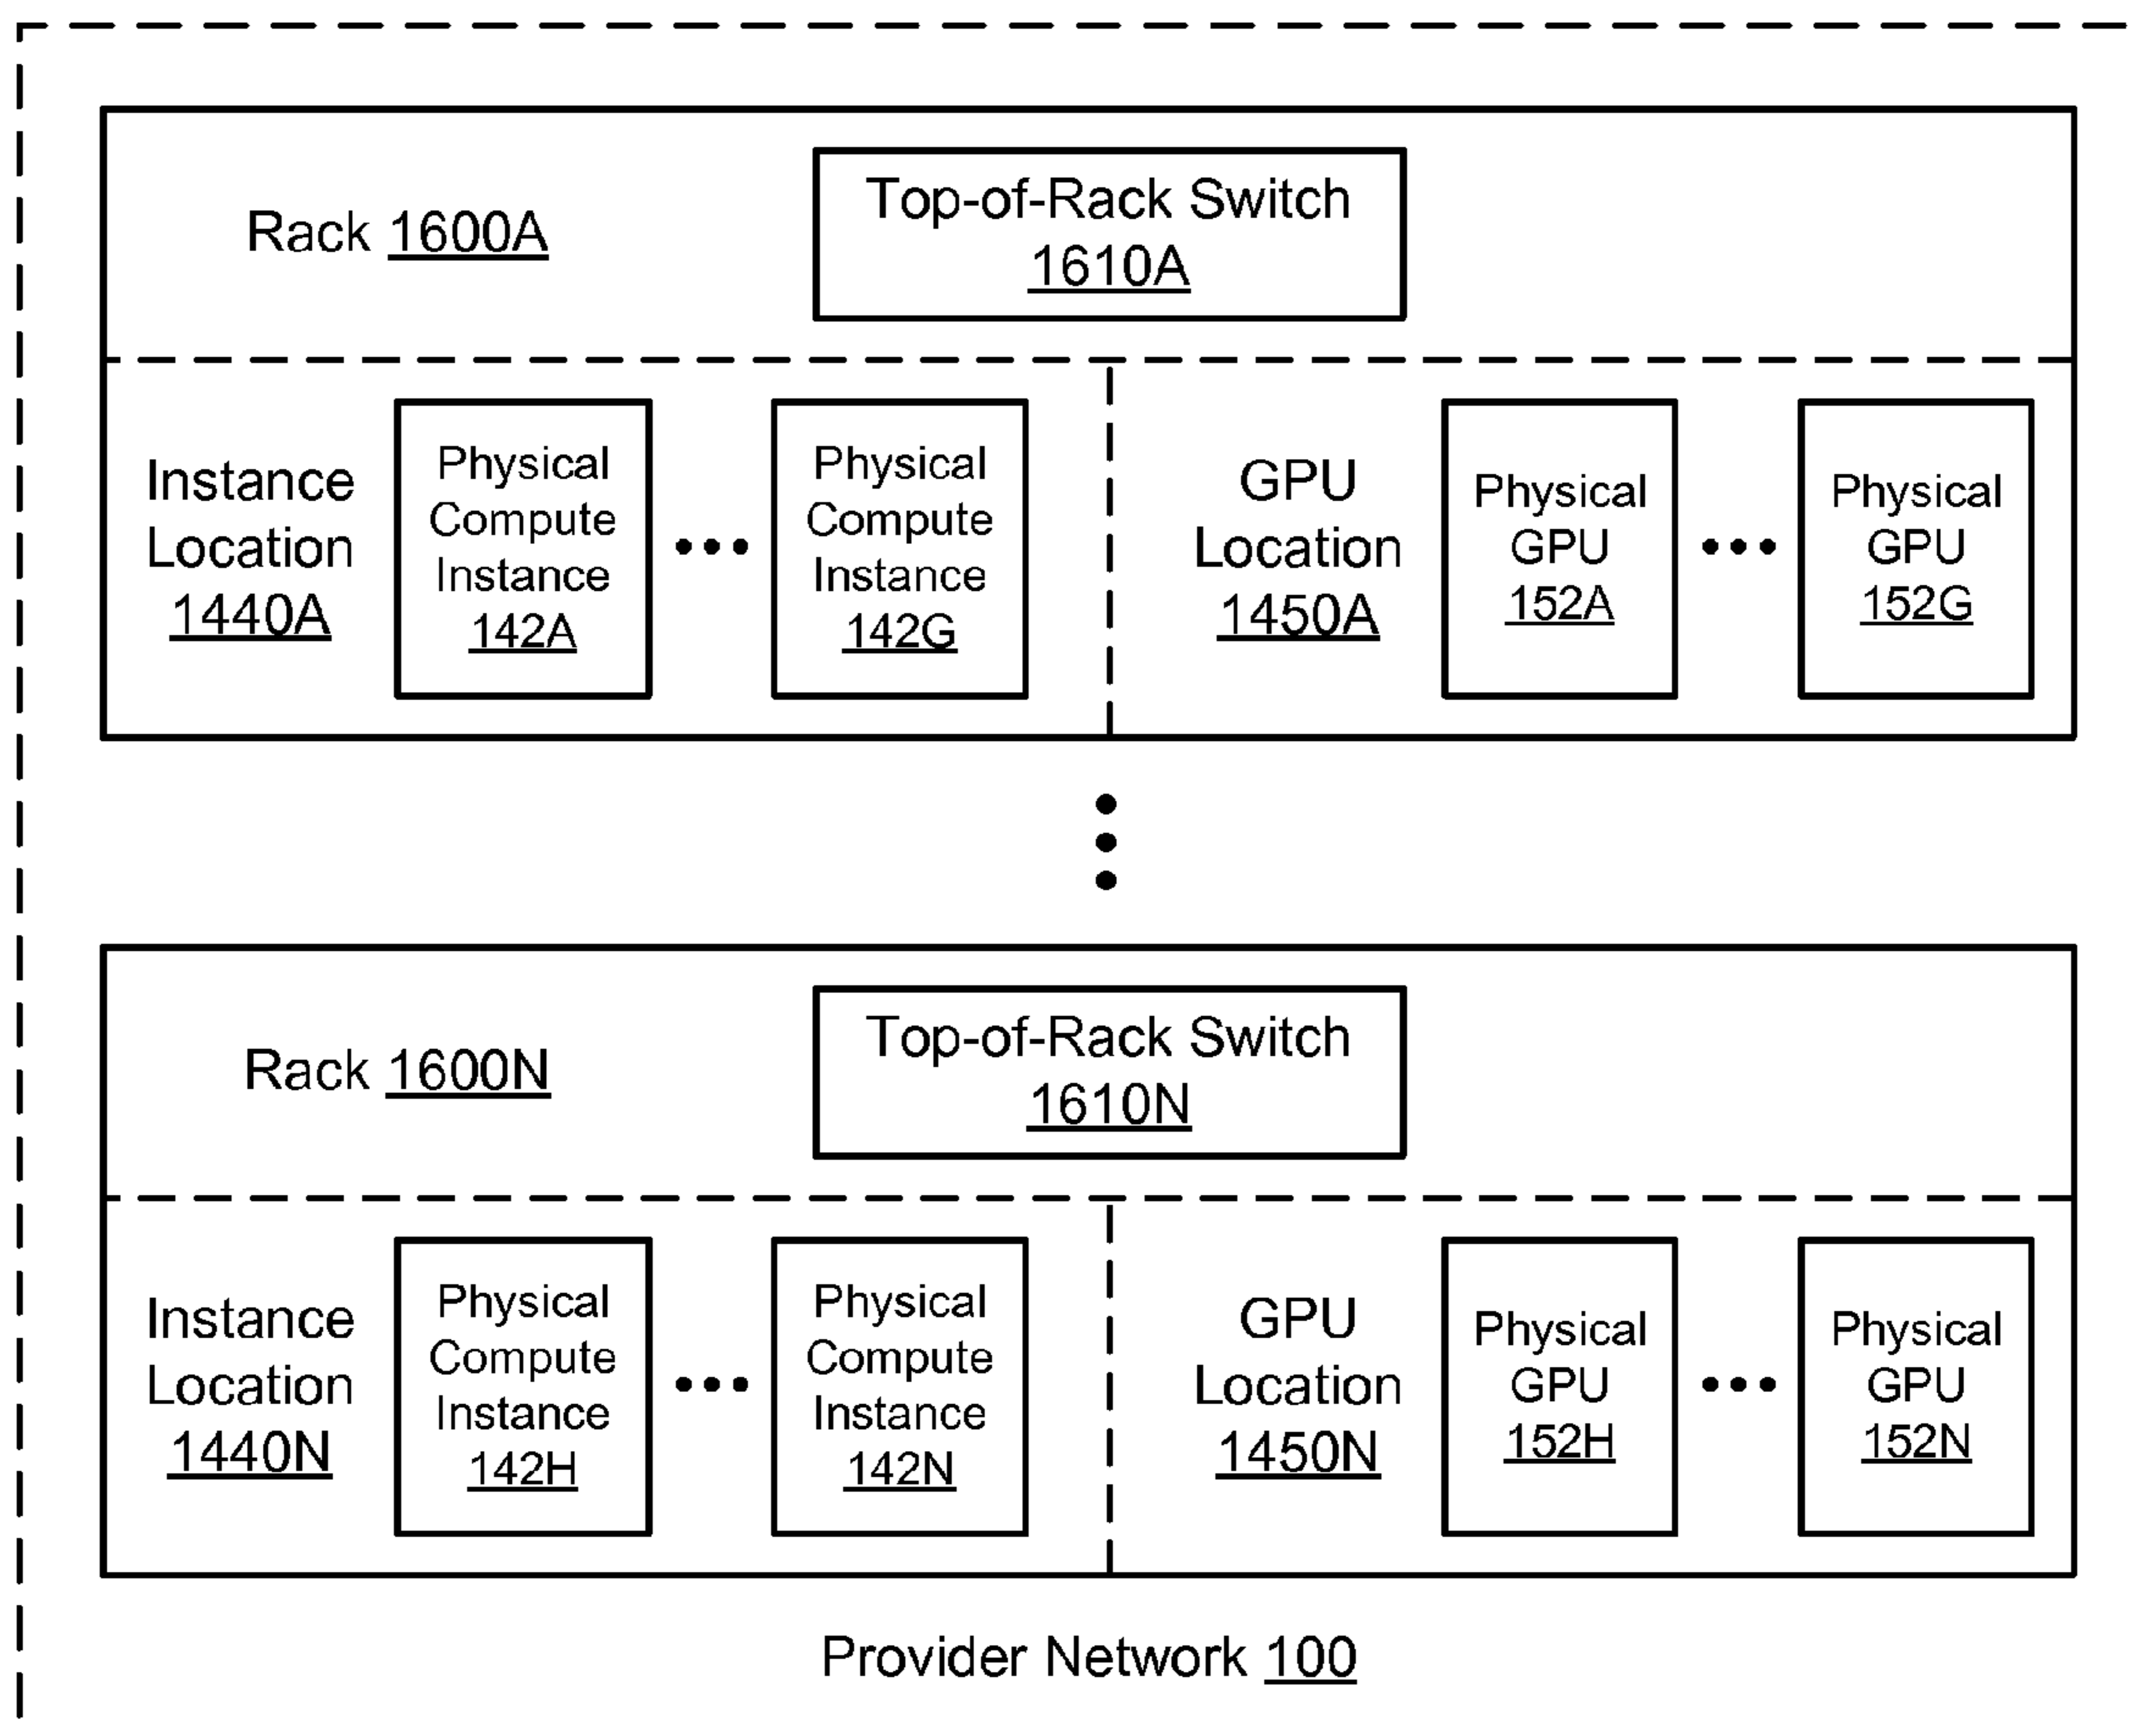 Rack 1600A
Top-of-Rack Switch
1610A
Instance
Location
1440A
Physical
Compute
Instance
142A
•••
Physical
Compute
Instance
142G
GPU
Location
1450A
Physical
GPU
152A
•••
Physical
GPU
152G
Rack 1600N
Top-of-Rack Switch
1610N
Instance
Location
1440N
Physical
Compute
Instance
142H
•••
Physical
Compute
Instance
142N
GPU
Location
1450N
Physical
GPU
152H
•••
Physical
GPU
152N
Provider Network 100